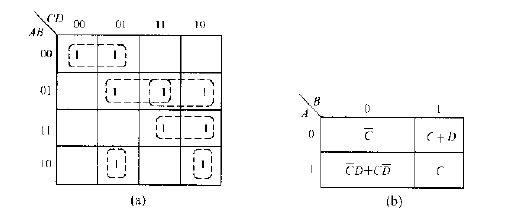 CD
AB
00 01 11 10
00 1 1
01 1 1 1
11 1 1
10 1 1
(a)
B
A
0 1
0 C̅ C+D
1 C̅D+CD̅ C
(b)